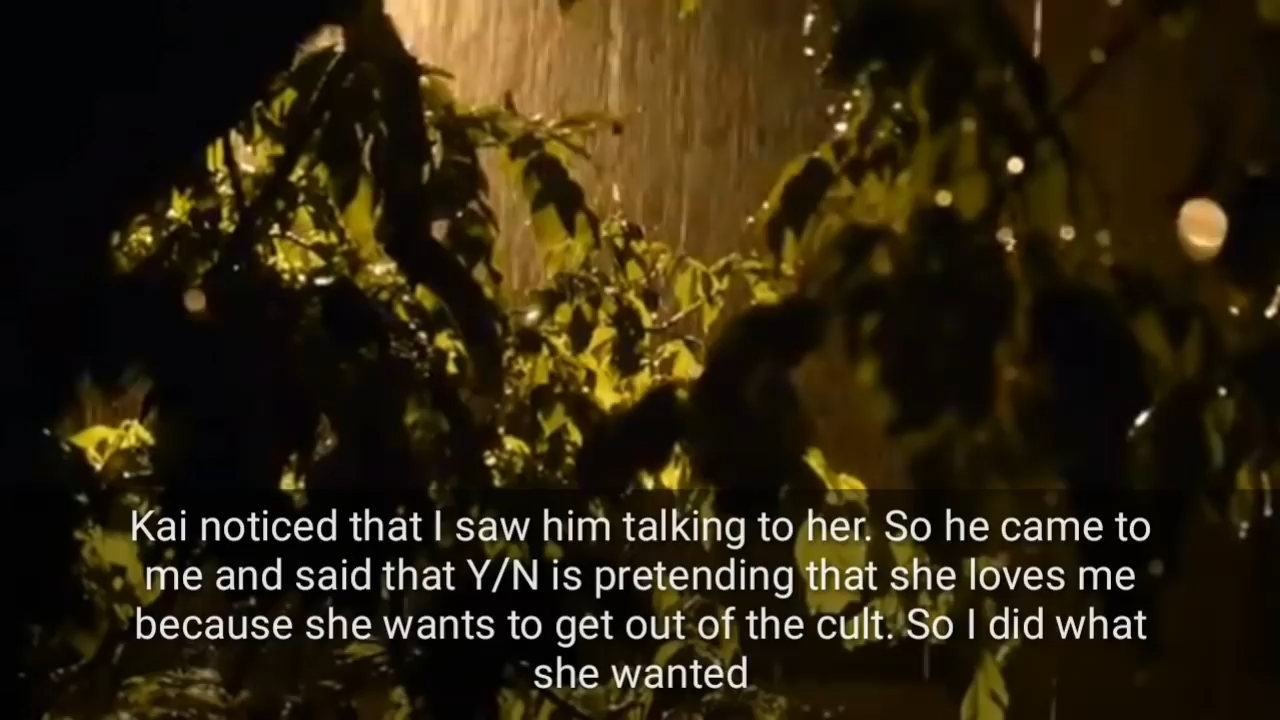 Kai noticed that I saw him talking to her. So he came to
me and said that Y/N is pretending that she loves me
because she wants to get out of the cult. So I did what
she wanted